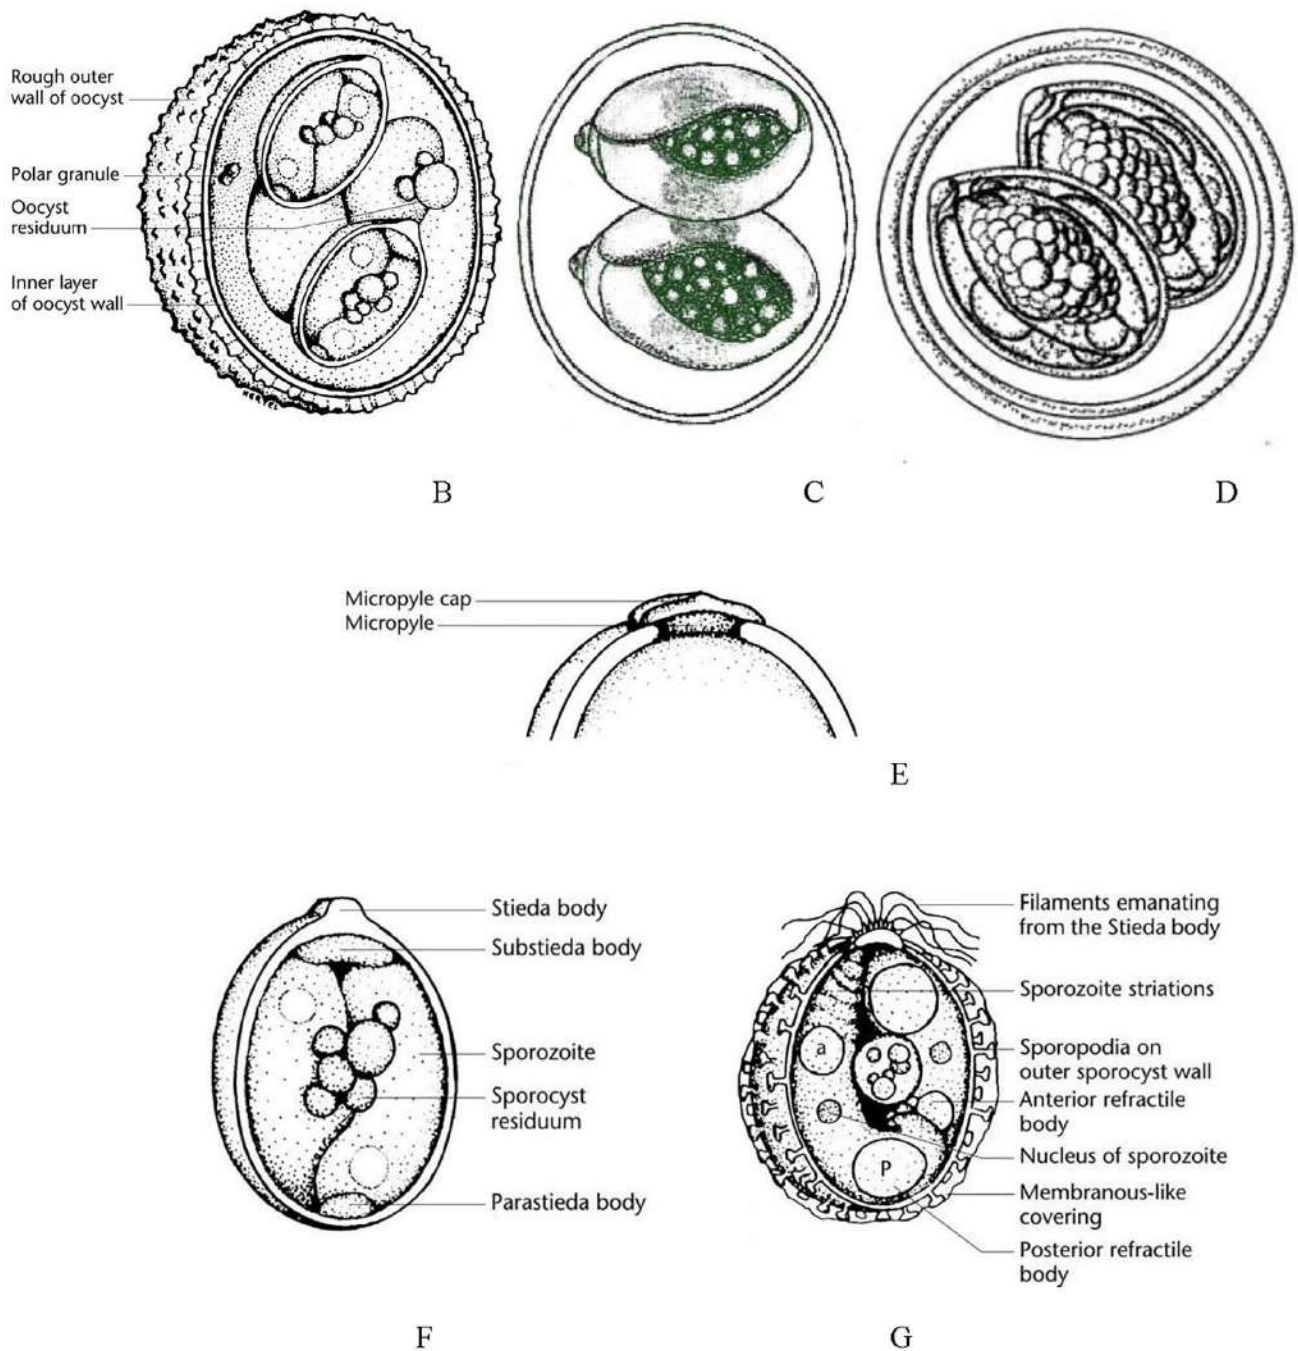 Rough outer
wall of oocyst
Polar granule
Oocyst
residuum
Inner layer
of oocyst wall
HERTEL
B
C
D
Micropyle cap
Micropyle
E
Stieda body
Substieda body
Sporozoite
Sporocyst
residuum
Parastieda body
F
Filaments emanating
from the Stieda body
Sporozoite striations
Sporopodia on
outer sporocyst wall
Anterior refractile
body
Nucleus of sporozoite
Membranous-like
covering
Posterior refractile
body
a
P
G